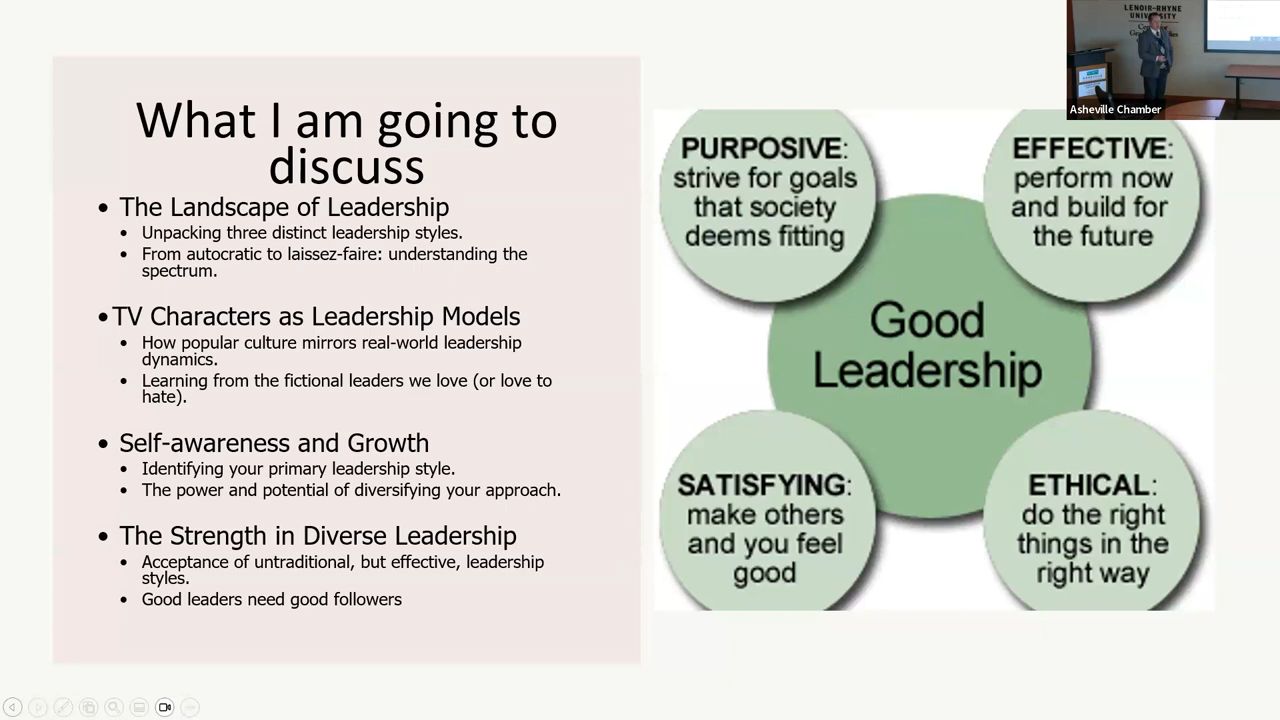 What I am going to
discuss
• The Landscape of Leadership
• Unpacking three distinct leadership styles.
• From autocratic to laissez-faire: understanding the
spectrum.
• TV Characters as Leadership Models
• How popular culture mirrors real-world leadership
dynamics.
• Learning from the fictional leaders we love (or love to
hate).
• Self-awareness and Growth
• Identifying your primary leadership style.
• The power and potential of diversifying your approach.
• The Strength in Diverse Leadership
• Acceptance of untraditional, but effective, leadership
styles.
• Good leaders need good followers
PURPOSIVE:
strive for goals
that society
deems fitting
EFFECTIVE:
perform now
and build for
the future
Good
Leadership
SATISFYING:
make others
and you feel
good
ETHICAL:
do the right
things in the
right way
LENOIR-RHYNE
UNIVERSITY
Asheville Chamber